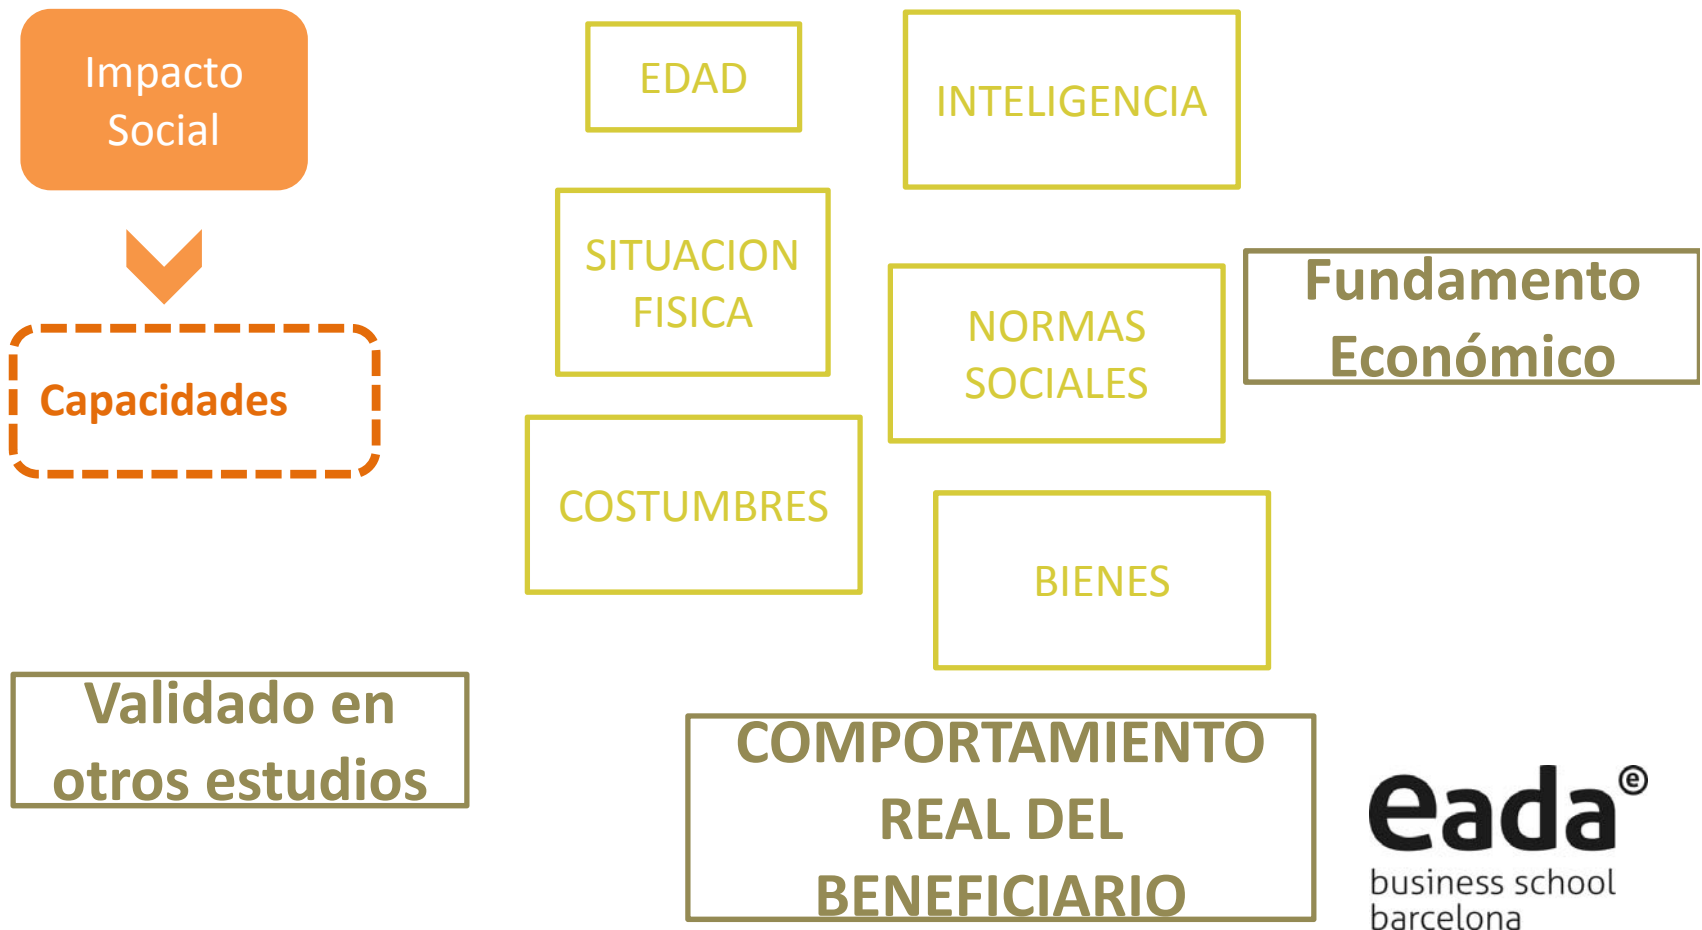 Impacto
Social
Capacidades
EDAD
INTELIGENCIA
SITUACION
FISICA
NORMAS
SOCIALES
Fundamento
Económico
COSTUMBRES
BIENES
Validado en
otros estudios
COMPORTAMIENTO
REAL DEL
BENEFICIARIO
eada e
business school
barcelona